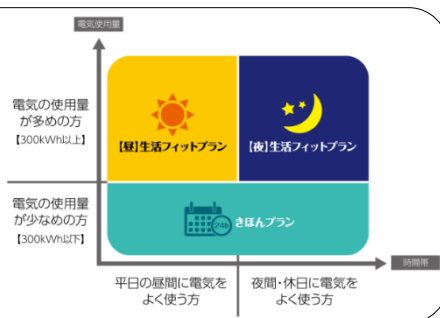 電気使用量
電気の使用量
が多めの方
【300kWh以上】
【昼】生活フィットプラン
【夜】生活フィットプラン
電気の使用量
が少なめの方
【300kWh以下】
24h
きほんプラン
時間帯
平日の昼間に電気を
よく使う方
夜間・休日に電気を
よく使う方